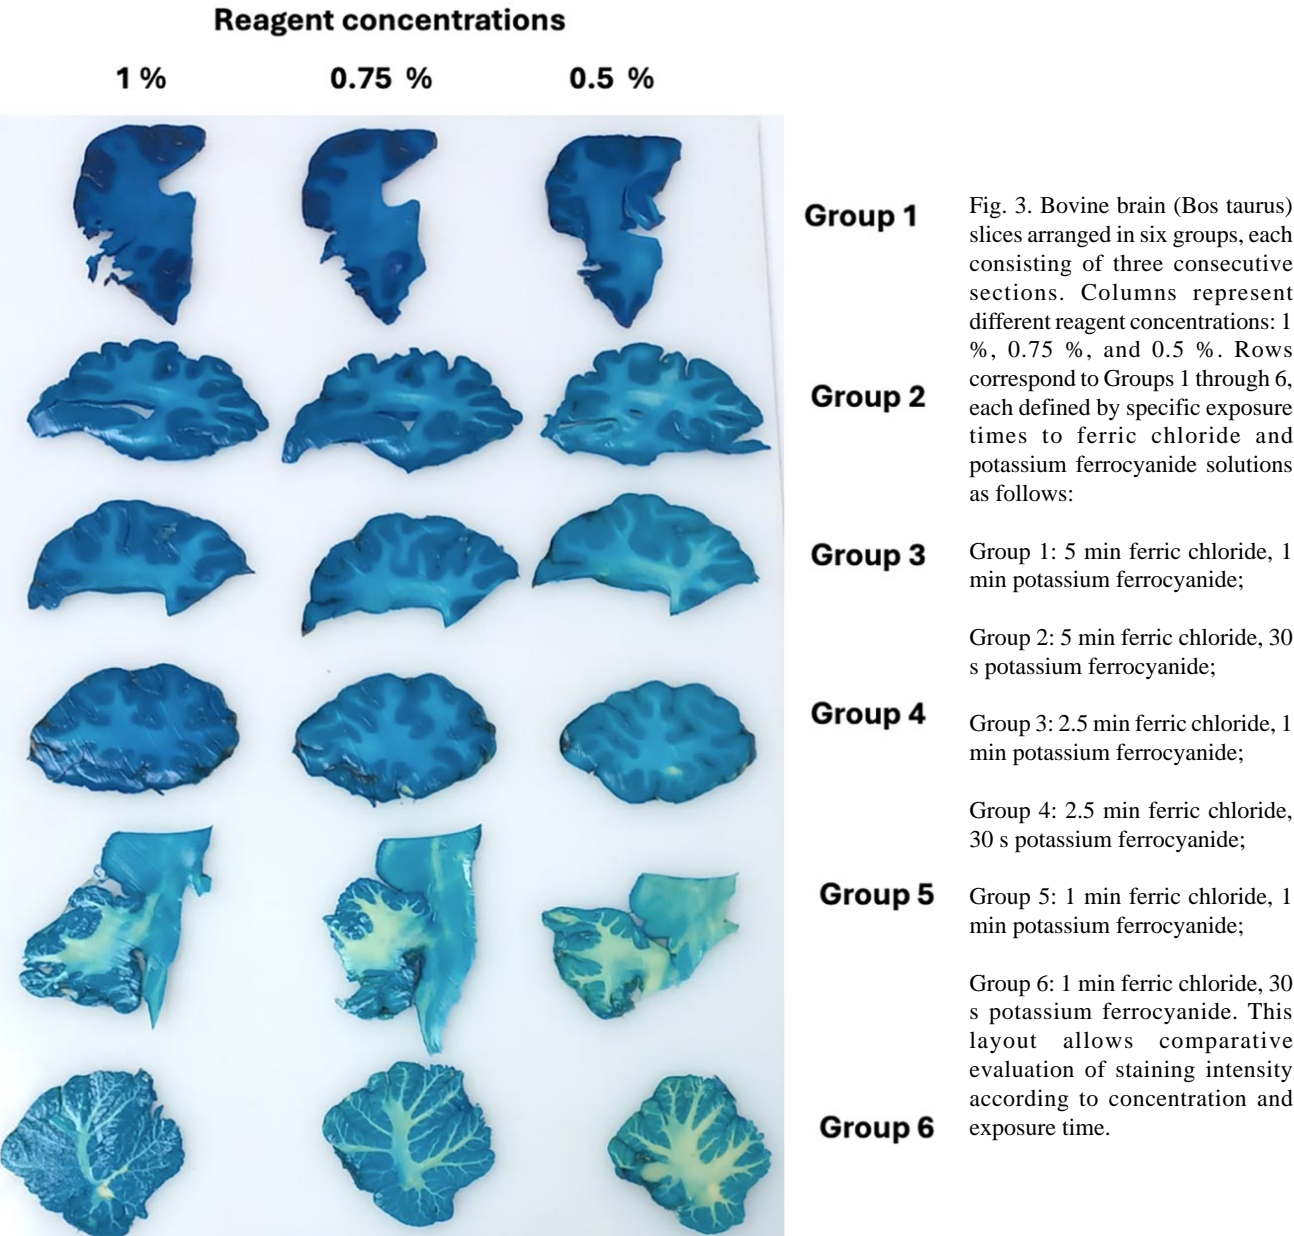 Reagent concentrations
1 %
0.75 %
0.5 %
Group 1
Group 2
Group 3
Group 4
Group 5
Group 6
Fig. 3. Bovine brain (Bos taurus)
slices arranged in six groups, each
consisting of three consecutive
sections. Columns represent
different reagent concentrations: 1
%, 0.75 %, and 0.5 %. Rows
correspond to Groups 1 through 6,
each defined by specific exposure
times to ferric chloride and
potassium ferrocyanide solutions
as follows:
Group 1: 5 min ferric chloride, 1
min potassium ferrocyanide;
Group 2: 5 min ferric chloride, 30
s potassium ferrocyanide;
Group 3: 2.5 min ferric chloride, 1
min potassium ferrocyanide;
Group 4: 2.5 min ferric chloride,
30 s potassium ferrocyanide;
Group 5: 1 min ferric chloride, 1
min potassium ferrocyanide;
Group 6: 1 min ferric chloride, 30
s potassium ferrocyanide. This
layout allows comparative
evaluation of staining intensity
according to concentration and
exposure time.